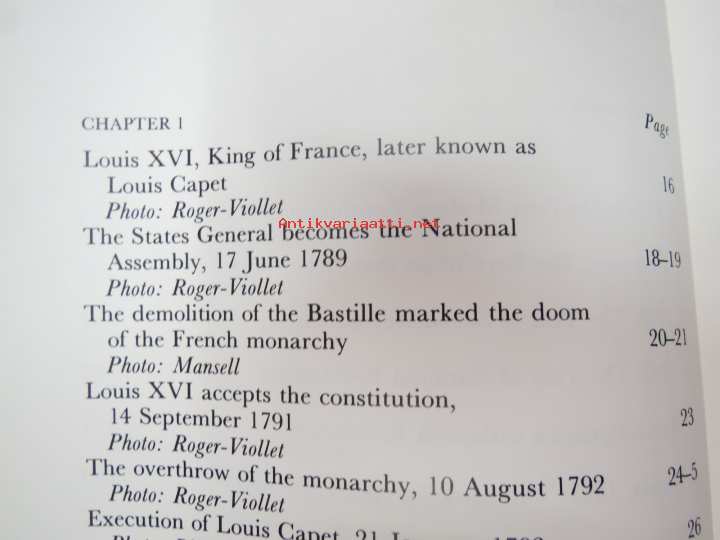 CHAPTER 1 Page
Louis XVI, King of France, later known as
Louis Capet 16
Photo: Roger-Viollet
Antikvariaatti.net
The States General becomes the National
Assembly, 17 June 1789 18–19
Photo: Roger-Viollet
The demolition of the Bastille marked the doom
of the French monarchy 20–21
Photo: Mansell
Louis XVI accepts the constitution,
14 September 1791 23
Photo: Roger-Viollet
The overthrow of the monarchy, 10 August 1792 24–5
Photo: Roger-Viollet
Execution of Louis Capet, 21 26